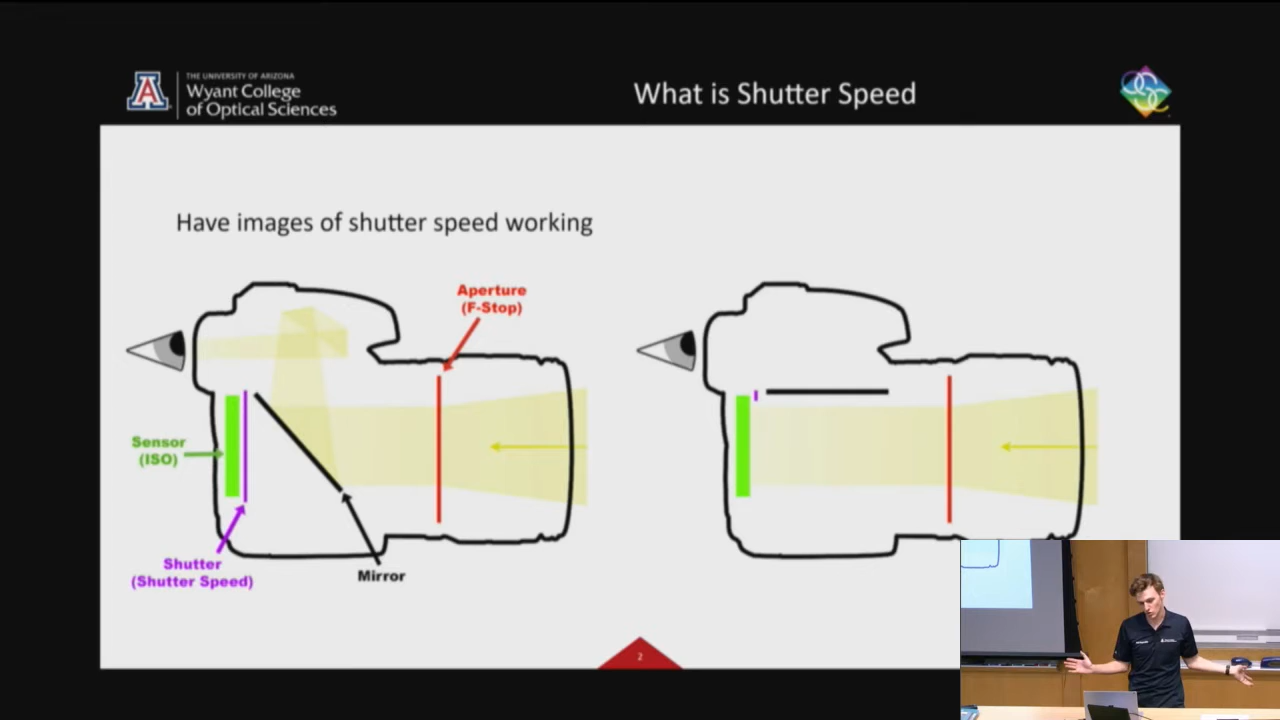 THE UNIVERSITY OF ARIZONA
Wyant College
of Optical Sciences
What is Shutter Speed
Have images of shutter speed working
Aperture
(F-Stop)
Sensor
(ISO)
Shutter
(Shutter Speed)
Mirror
2